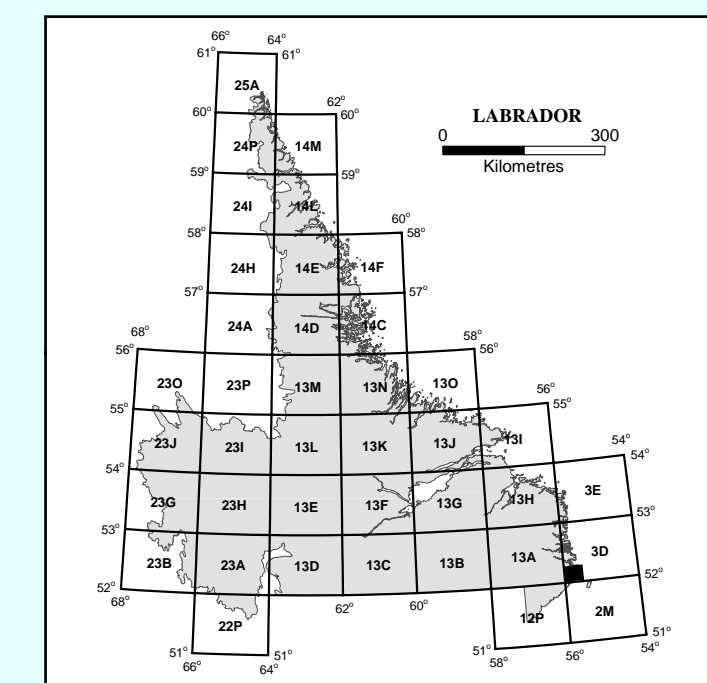 66° 64°
61° 61°
25A
62°
60° 60°
LABRADOR
0 300
Kilometres
24P 14M
59° 59°
24I 14L
60°
58° 58°
24H 14E 14F
57° 57°
24A 14D 14C
68° 58°
56° 56°
23O 23P 13M 13N 13O
56°
55° 55°
23J 23I 13L 13K 13J 13I
54°
54° 54°
23G 23H 13E 13F 13G 13H 3E
53° 53°
23B 23A 13D 13C 13B 13A 3D
52° 52°
68° 62° 60°
22P 12P 2M
51° 51° 51° 51°
66° 64° 58° 56° 54°